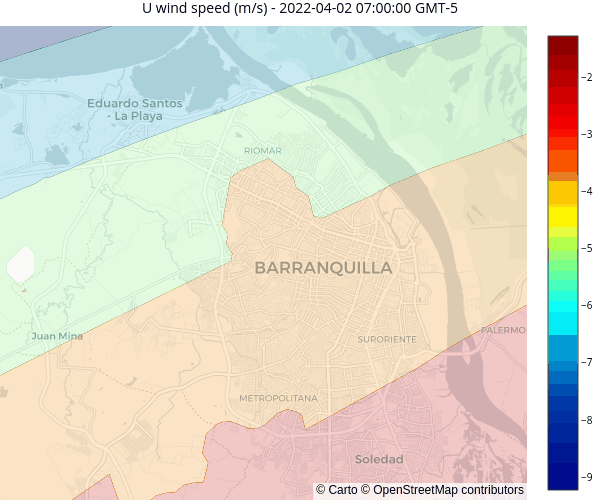 U wind speed (m/s) - 2022-04-02 07:00:00 GMT-5
Eduardo Santos
- La Playa
RIOMAR
BARRANQUILLA
Juan Mina
SURORIENTE
PALERMO
METROPOLITANA
Soledad
© Carto © OpenStreetMap contributors
−2
−3
−4
−5
−6
−7
−8
−9